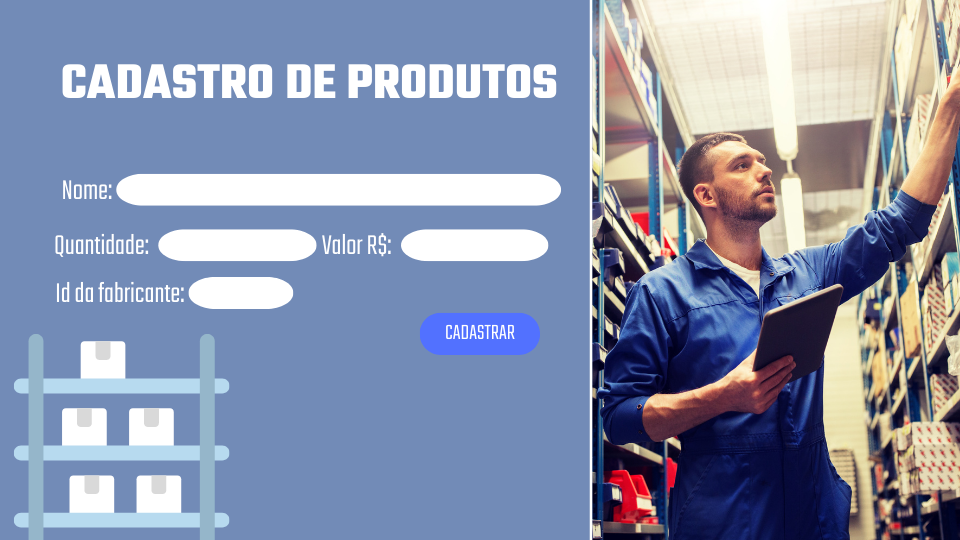 CADASTRO DE PRODUTOS
Nome:
Quantidade: Valor R$:
Id da fabricante:
CADASTRAR